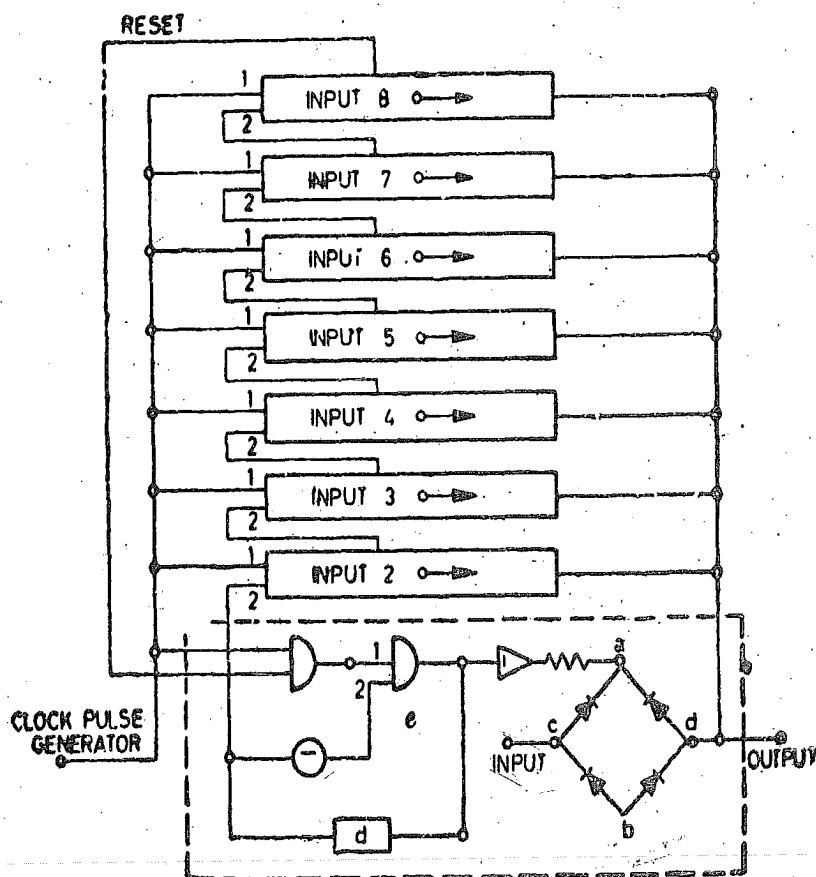 RESET
1
INPUT 8
2
1
INPUT 7
2
1
INPUT 6
2
1
INPUT 5
2
1
INPUT 4
2
1
INPUT 3
2
1
INPUT 2
2
1
2
e
a
c
d
b
INPUT
OUTPUT
CLOCK PULSE
GENERATOR
d